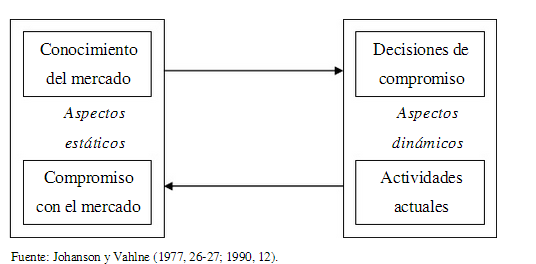 Conocimiento
del mercado
Aspectos
estáticos
Compromiso
con el mercado
Decisiones de
compromiso
Aspectos
dinámicos
Actividades
actuales
Fuente: Johanson y Vahlne (1977, 26-27; 1990, 12).